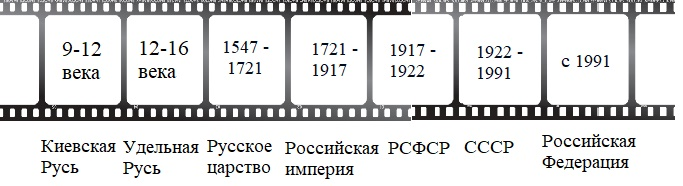 9-12
века
12-16
века
1547 -
1721
1721 -
1917
1917 -
1922
1922 -
1991
с 1991
Киевская
Русь
Удельная
Русь
Русское
царство
Российская
империя
РСФСР
СССР
Российская
Федерация